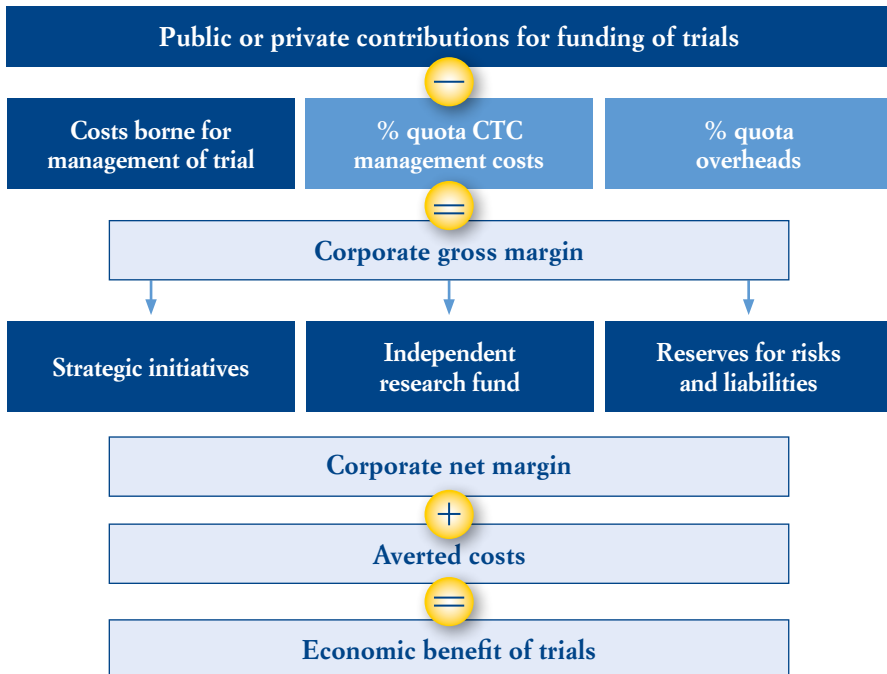 Public or private contributions for funding of trials
—
Costs borne for
management of trial
% quota CTC
management costs
% quota
overheads
=
Corporate gross margin
Strategic initiatives
Independent
research fund
Reserves for risks
and liabilities
Corporate net margin
+
Averted costs
=
Economic benefit of trials